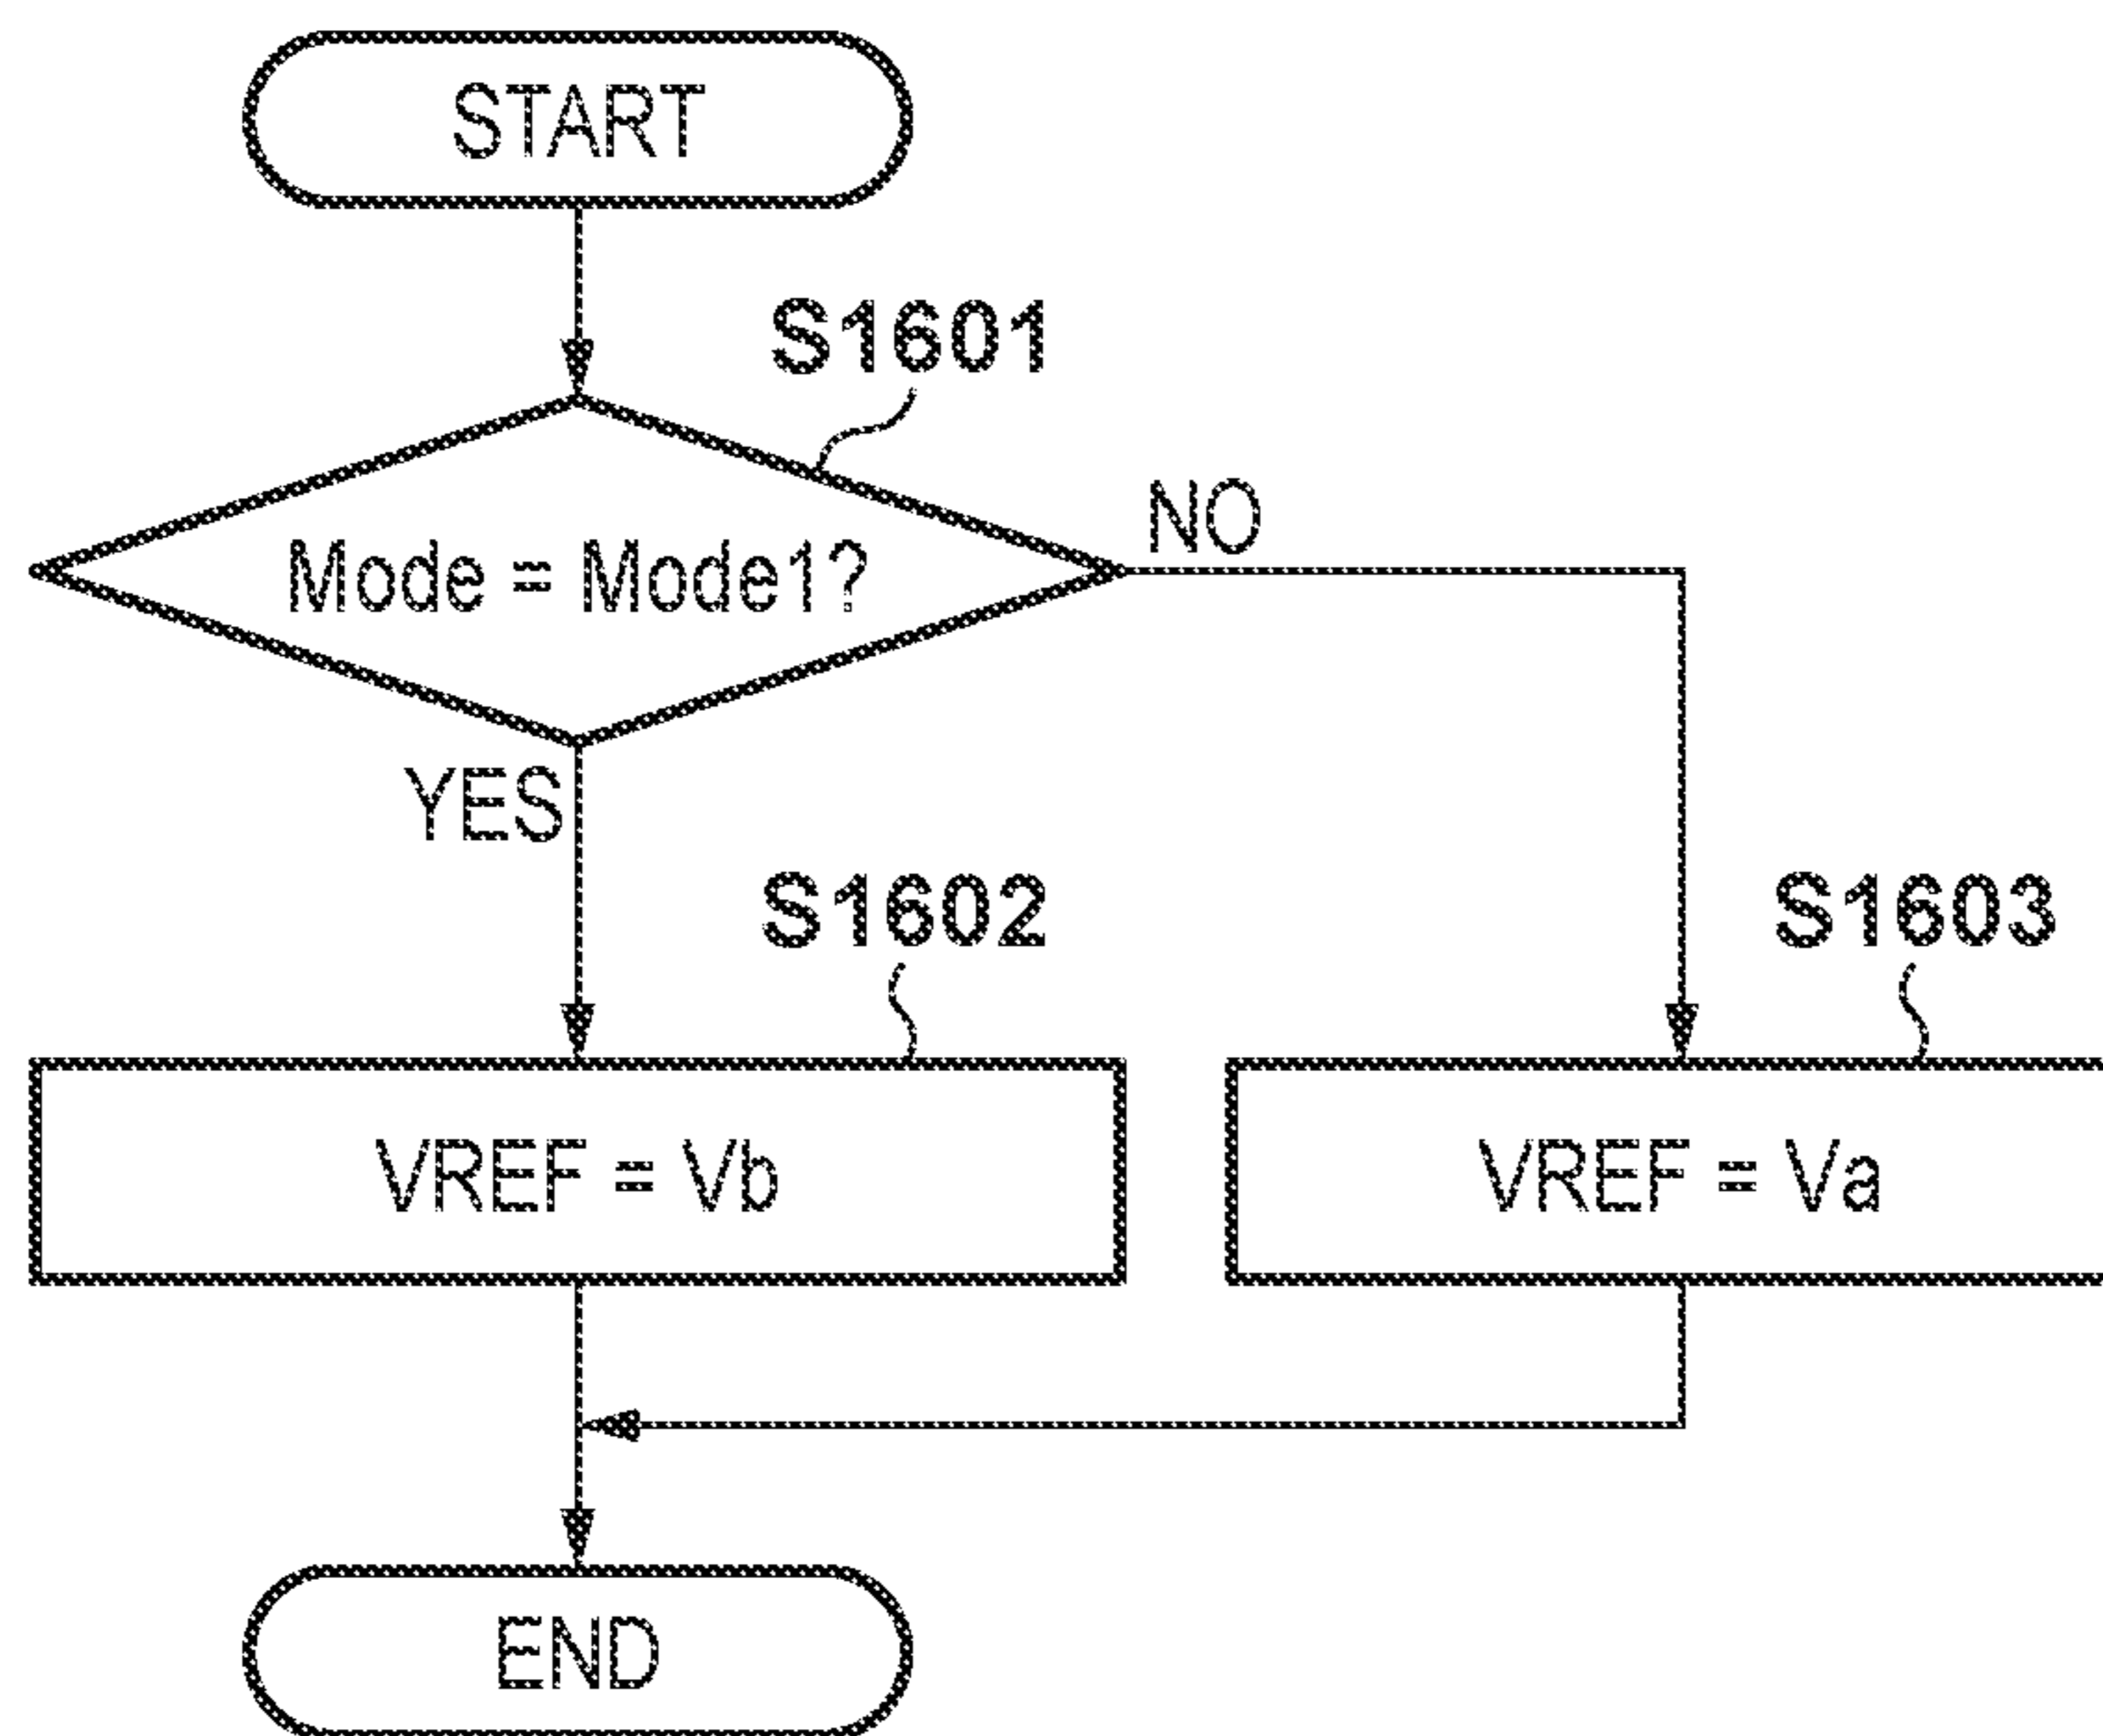 START
S1601
Mode = Mode1?
NO
YES
S1602
S1603
VREF = Vb
VREF = Va
END